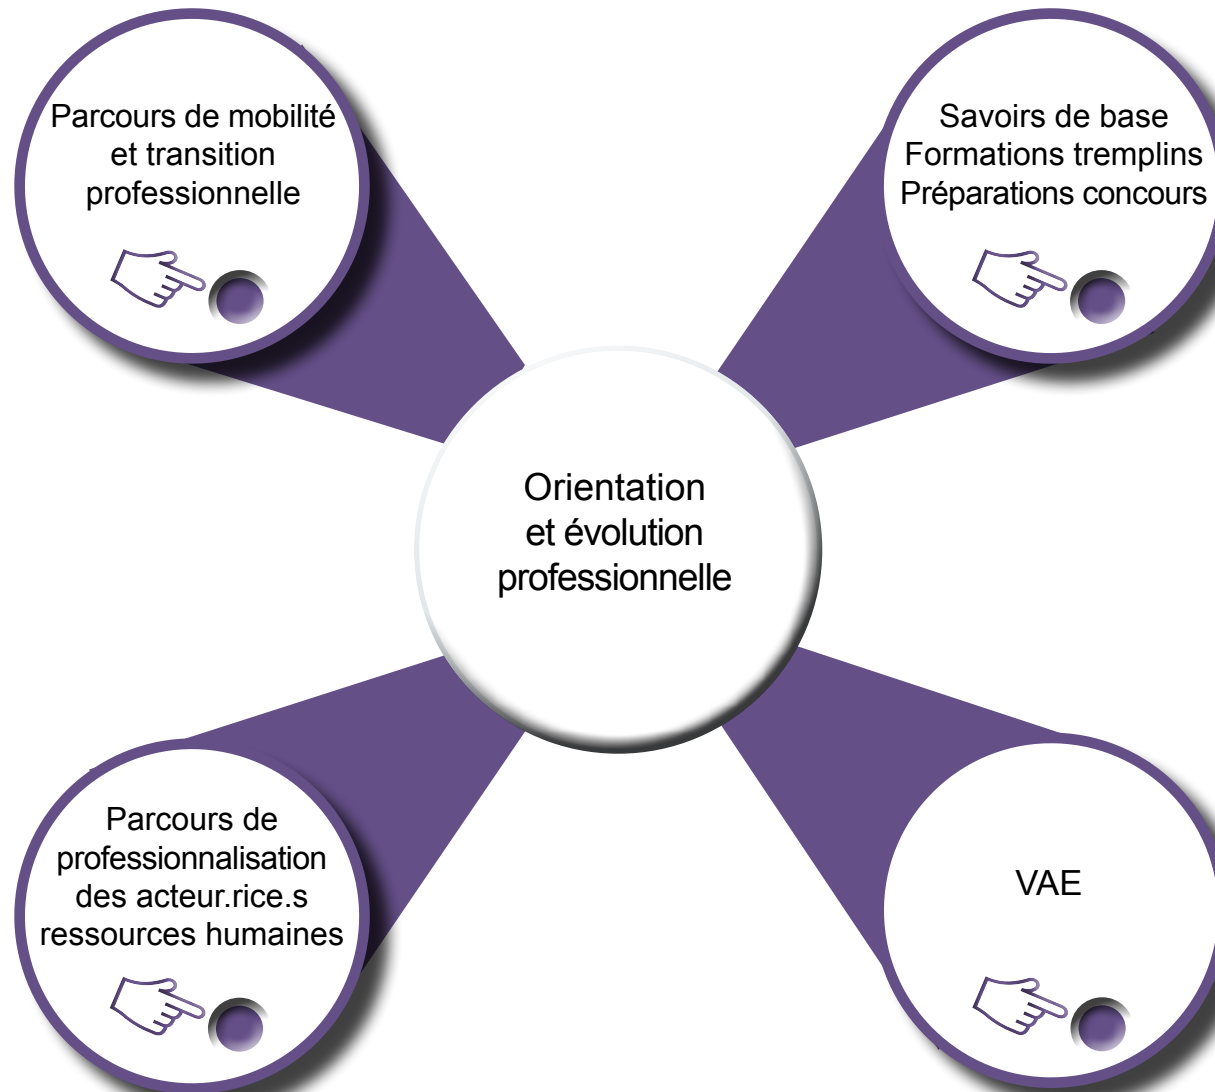 Parcours de mobilité
et transition
professionnelle
Savoirs de base
Formations tremplins
Préparations concours
Orientation
et évolution
professionnelle
Parcours de
professionnalisation
des acteur.rice.s
ressources humaines
VAE